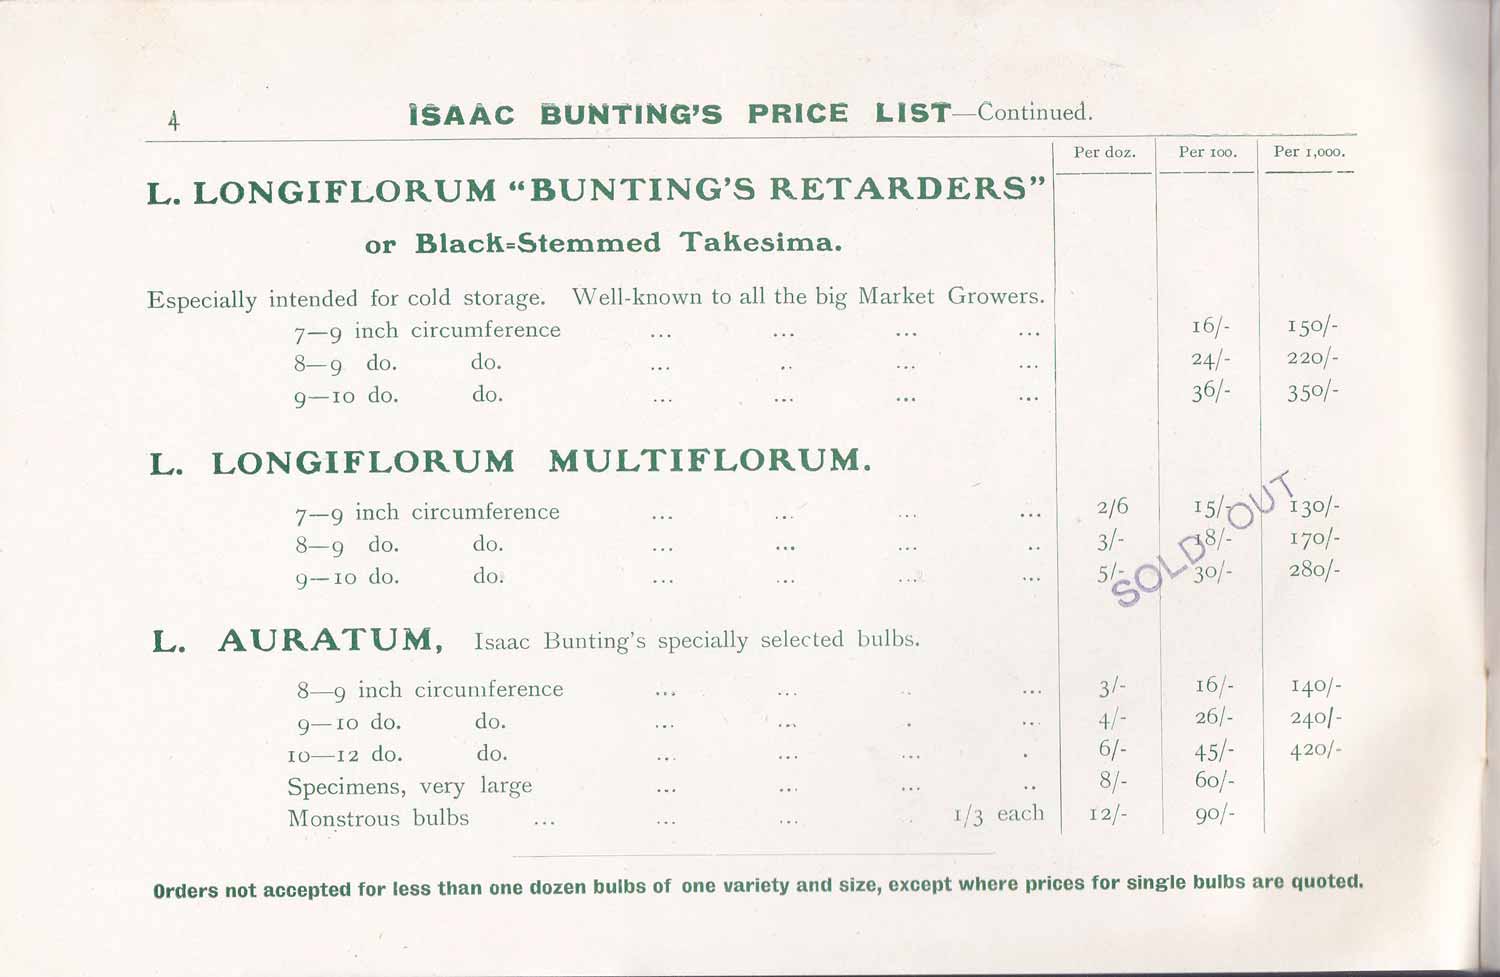 4 ISAAC BUNTING'S PRICE LIST—Continued.
Per doz. Per 100. Per 1,000.
L. LONGIFLORUM "BUNTING'S RETARDERS"
or Black=Stemmed Takesima.
Especially intended for cold storage. Well-known to all the big Market Growers.
7—9 inch circumference ... ... ... ... 16/- 150/-
8—9 do. do. ... .. ... ... 24/- 220/-
9—10 do. do. ... ... ... ... 36/- 350/-
L. LONGIFLORUM MULTIFLORUM.
7—9 inch circumference ... ... ... ... 2/6 15/- 130/-
8—9 do. do. ... ... ... .. 3/- 18/- 170/-
9—10 do. do. ... ... ... ... 5/- 30/- 280/-
SOLD OUT
L. AURATUM, Isaac Bunting's specially selected bulbs.
8—9 inch circumference ... ... .. ... 3/- 16/- 140/-
9—10 do. do. ... ... . ... 4/- 26/- 240/-
10—12 do. do. ... ... ... . 6/- 45/- 420/-
Specimens, very large ... ... ... .. 8/- 60/-
Monstrous bulbs ... ... ... . 1/3 each 12/- 90/-
Orders not accepted for less than one dozen bulbs of one variety and size, except where prices for single bulbs are quoted.